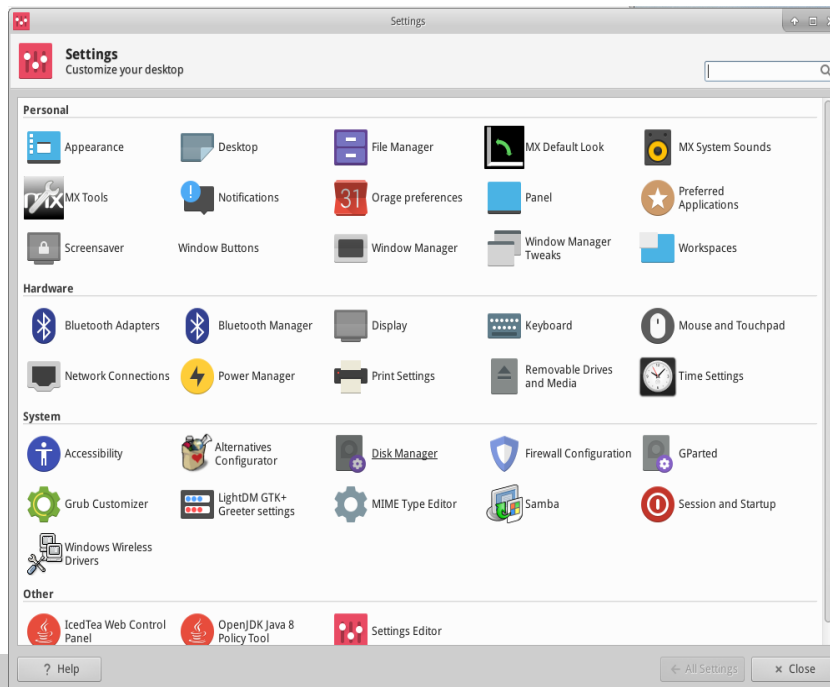 Settings
Settings
Customize your desktop
Personal
Appearance
Desktop
File Manager
MX Default Look
MX System Sounds
mx
MX Tools
!
Notifications
31
Orage preferences
Panel
Preferred
Applications
Screensaver
Window Buttons
Window Manager
Window Manager
Tweaks
Workspaces
Hardware
Bluetooth Adapters
Bluetooth Manager
Display
Keyboard
Mouse and Touchpad
Network Connections
Power Manager
Print Settings
Removable Drives
and Media
Time Settings
System
Accessibility
Alternatives
Configurator
Disk Manager
Firewall Configuration
GParted
Grub Customizer
LightDM GTK+
Greeter settings
MIME Type Editor
Samba
Session and Startup
Windows Wireless
Drivers
Other
IcedTea Web Control
Panel
OpenJDK Java 8
Policy Tool
Settings Editor
? Help
← All Settings
× Close